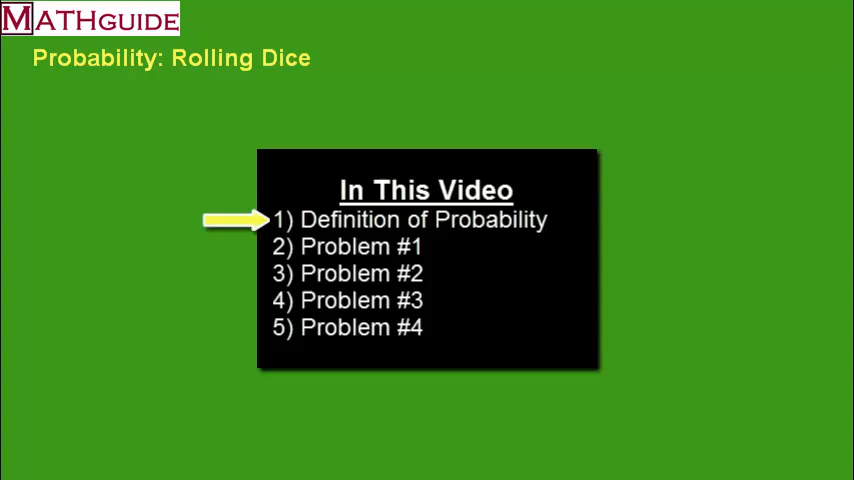 MATHGUIDE
Probability: Rolling Dice
In This Video
1) Definition of Probability
2) Problem #1
3) Problem #2
4) Problem #3
5) Problem #4